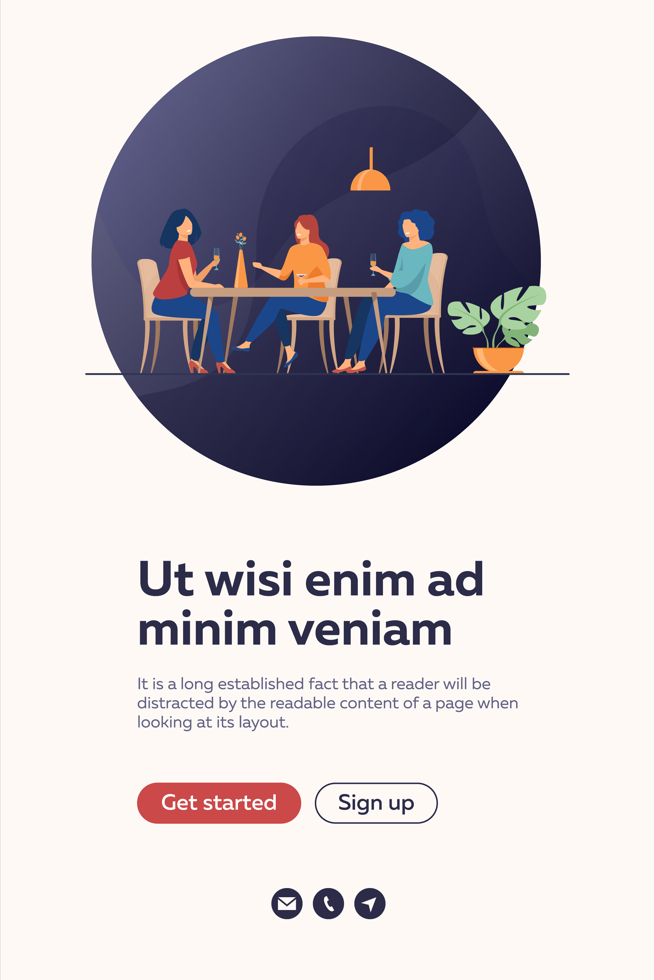 Ut wisi enim ad
minim veniam
It is a long established fact that a reader will be
distracted by the readable content of a page when
looking at its layout.
Get started
Sign up